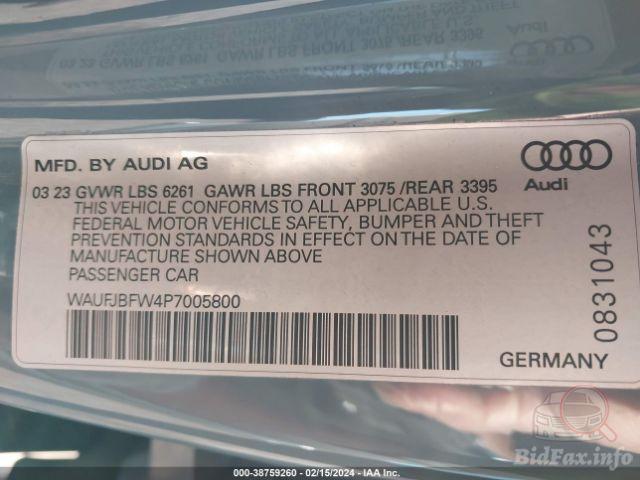 MFD. BY AUDI AG
03 23 GVWR LBS 6261 GAWR LBS FRONT 3075 /REAR 3395
THIS VEHICLE CONFORMS TO ALL APPLICABLE U.S.
FEDERAL MOTOR VEHICLE SAFETY, BUMPER AND THEFT
PREVENTION STANDARDS IN EFFECT ON THE DATE OF
MANUFACTURE SHOWN ABOVE
PASSENGER CAR
WAUFJBFW4P7005800
Audi
0831043
GERMANY
BidFax.info
000-38759260 - 02/15/2024 - IAA Inc.